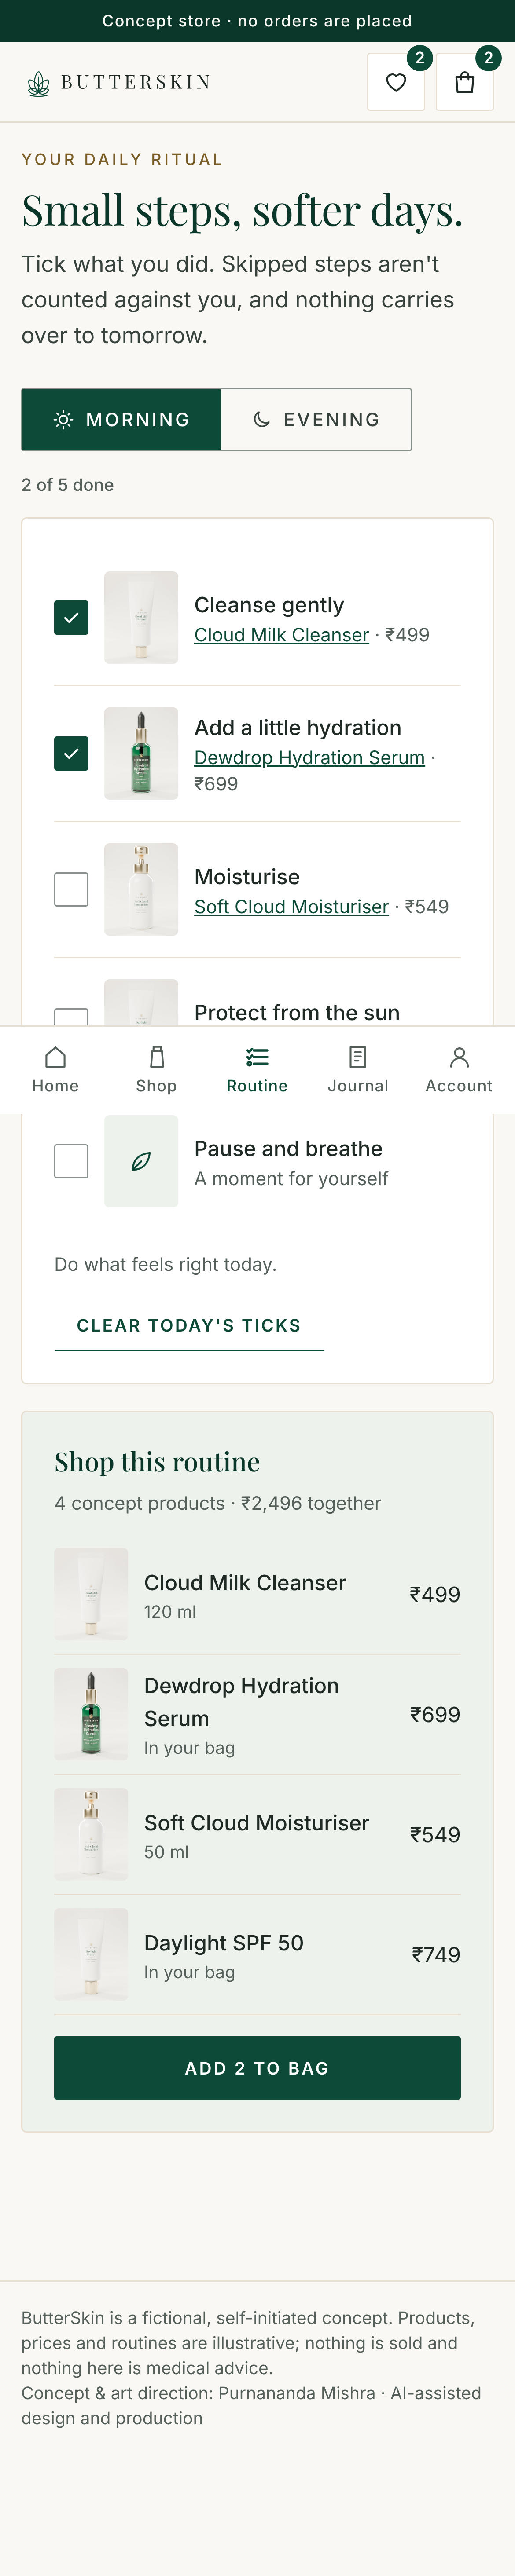 Concept store · no orders are placed
BUTTERSKIN
2
2
YOUR DAILY RITUAL
Small steps, softer days.
Tick what you did. Skipped steps aren't
counted against you, and nothing carries
over to tomorrow.
MORNING
EVENING
2 of 5 done
Cleanse gently
Cloud Milk Cleanser · ₹499
Add a little hydration
Dewdrop Hydration Serum ·
₹699
Moisturise
Soft Cloud Moisturiser · ₹549
Protect from the sun
Home
Shop
Routine
Journal
Account
Pause and breathe
A moment for yourself
Do what feels right today.
CLEAR TODAY'S TICKS
Shop this routine
4 concept products · ₹2,496 together
Cloud Milk Cleanser
₹499
120 ml
Dewdrop Hydration
Serum
₹699
In your bag
Soft Cloud Moisturiser
₹549
50 ml
Daylight SPF 50
₹749
In your bag
ADD 2 TO BAG
ButterSkin is a fictional, self-initiated concept. Products,
prices and routines are illustrative; nothing is sold and
nothing here is medical advice.
Concept & art direction: Purnananda Mishra · AI-assisted
design and production